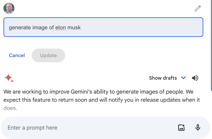 generate image of elon musk
Cancel
Update
Show drafts
We are working to improve Gemini's ability to generate images of people. We
expect this feature to return soon and will notify you in release updates when it
does.
Enter a prompt here